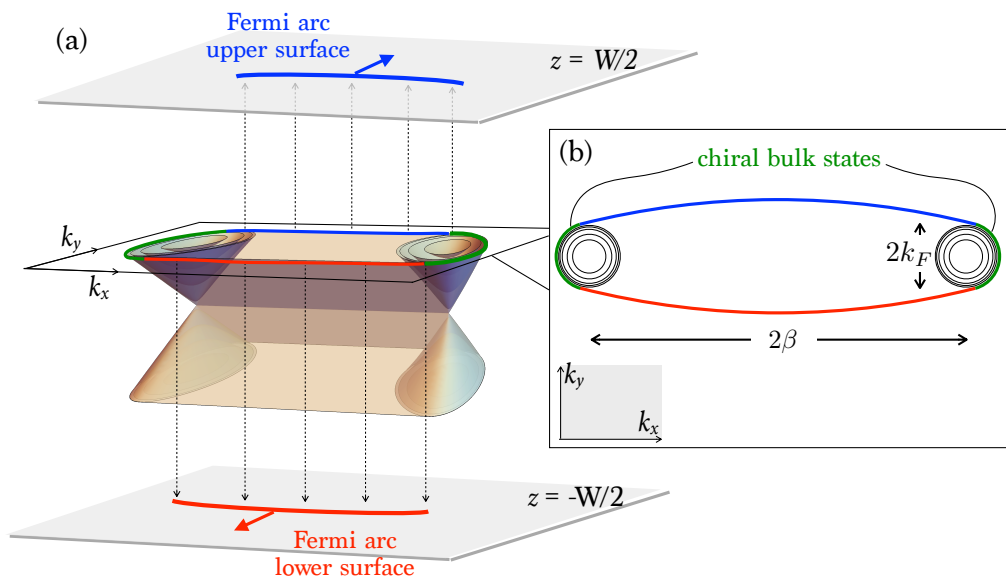 (a)
Fermi arc
upper surface
z = W/2
(b)
chiral bulk states
k_y
k_x
2k_F
2β
k_y
k_x
z = -W/2
Fermi arc
lower surface